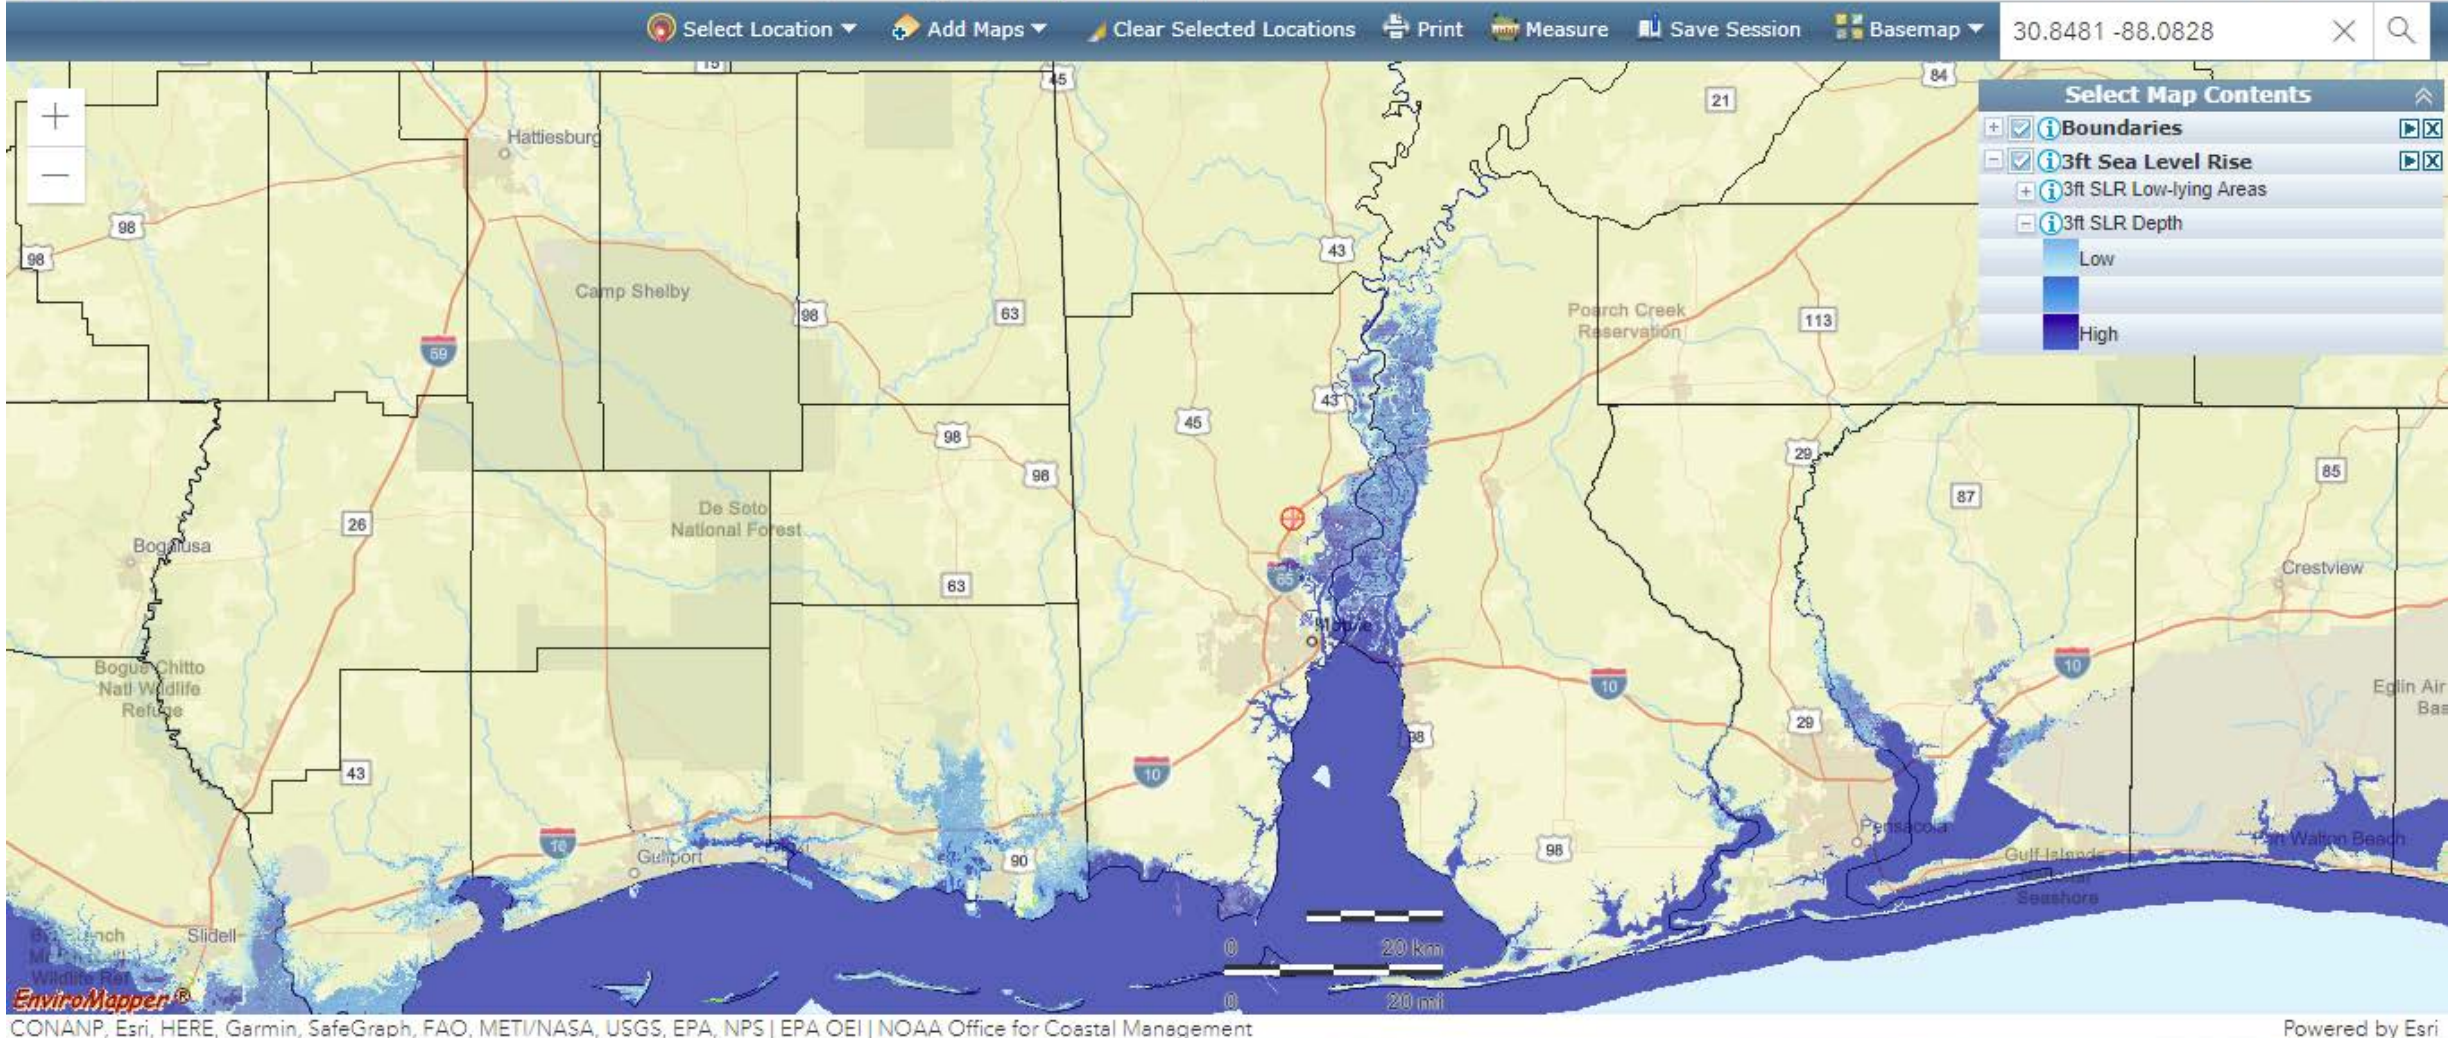 Select Location Add Maps Clear Selected Locations Print Measure Save Session Basemap 30.8481 -88.0828
Select Map Contents
Boundaries
3ft Sea Level Rise
3ft SLR Low-lying Areas
3ft SLR Depth
Low
High
15
45
84
21
Hattiesburg
98
98
43
Camp Shelby
98
63
Poarch Creek
Reservation
113
59
43
45
98
29
98
85
87
De Soto
National Forest
26
Bogalusa
65
63
Crestview
Mobile
Bogue Chitto
Natl Wildlife
Refuge
10
10
Eglin Air
Bas
29
98
43
10
10
Gulfport
90
98
Pensacola
Walton Beach
Gulf Islands
Seashore
Slidell
0 20 km
0 20 mi
Wildlife Ref
EnviroMapper ®
CONANP, Esri, HERE, Garmin, SafeGraph, FAO, METI/NASA, USGS, EPA, NPS | EPA OEI | NOAA Office for Coastal Management
Powered by Esri